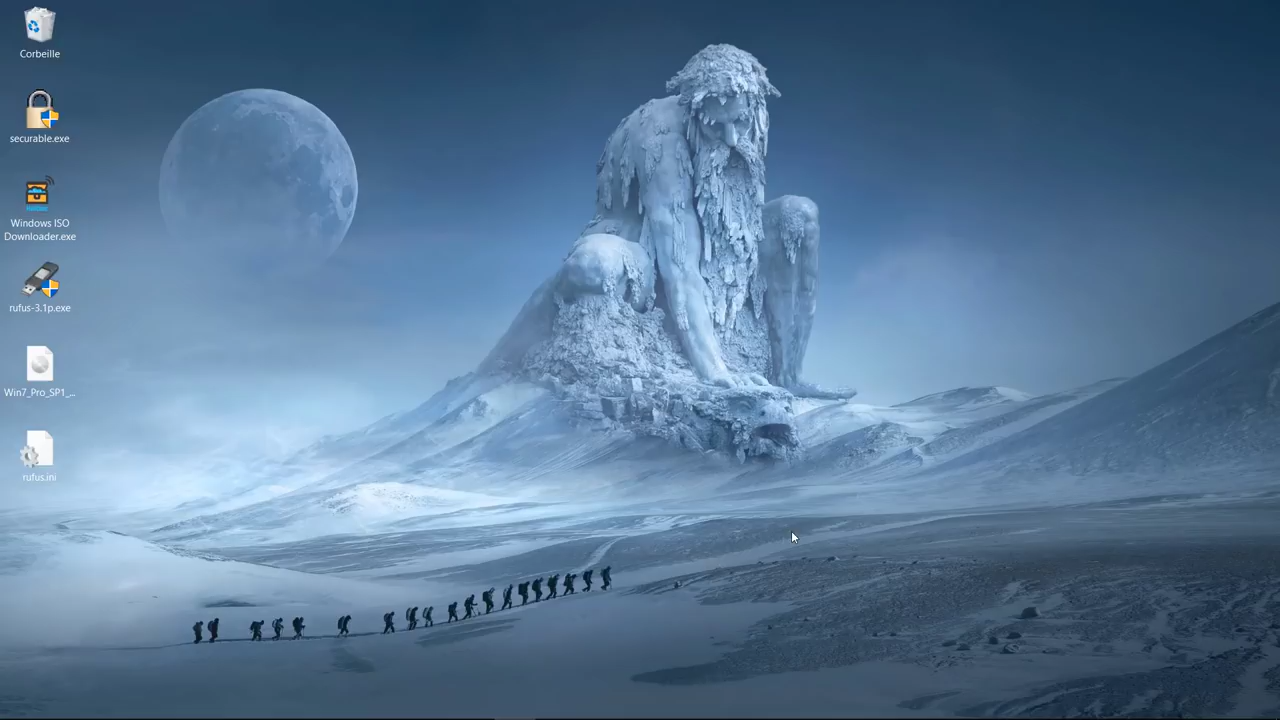 Corbeille
securable.exe
Windows ISO
Downloader.exe
rufus-3.1p.exe
Win7_Pro_SP1_...
rufus.ini